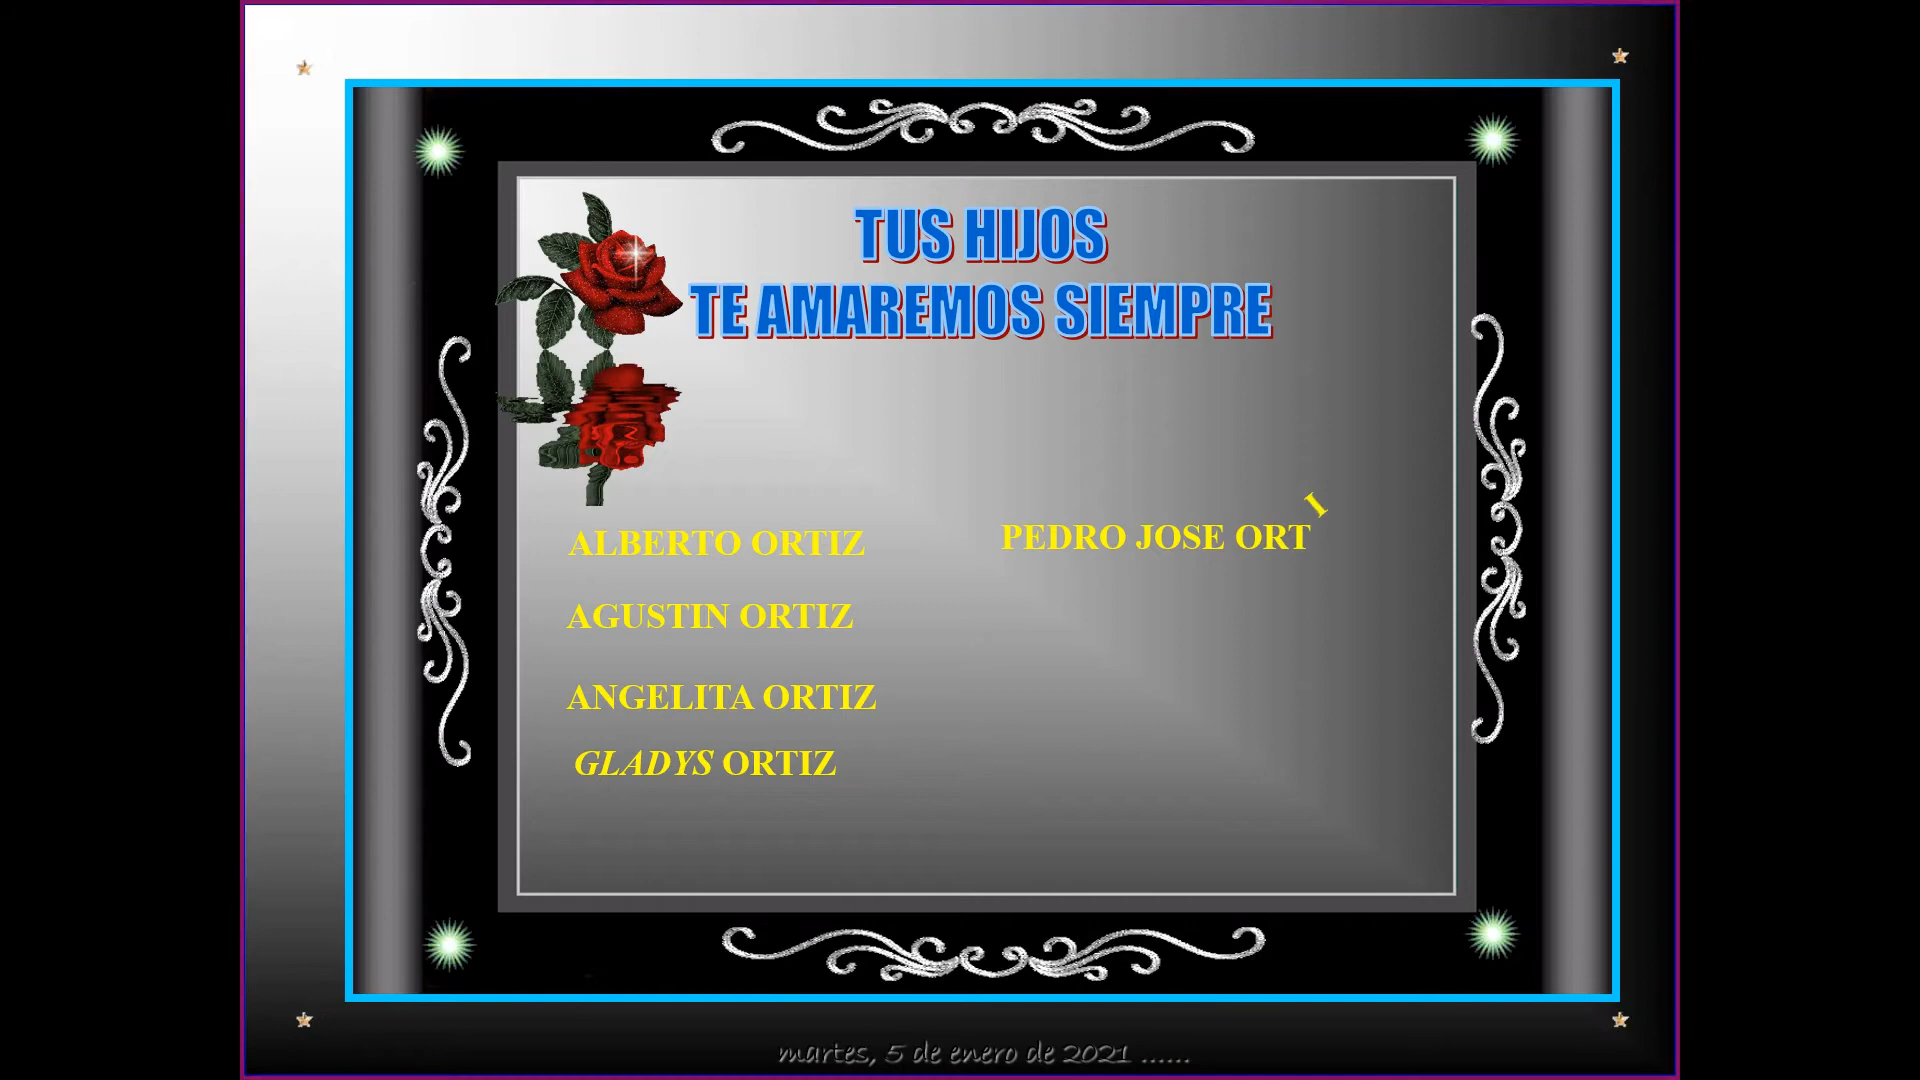 TUS HIJOS
TE AMAREMOS SIEMPRE
ALBERTO ORTIZ
PEDRO JOSE ORTI
AGUSTIN ORTIZ
ANGELITA ORTIZ
GLADYS ORTIZ
martes, 5 de enero de 2021 ......